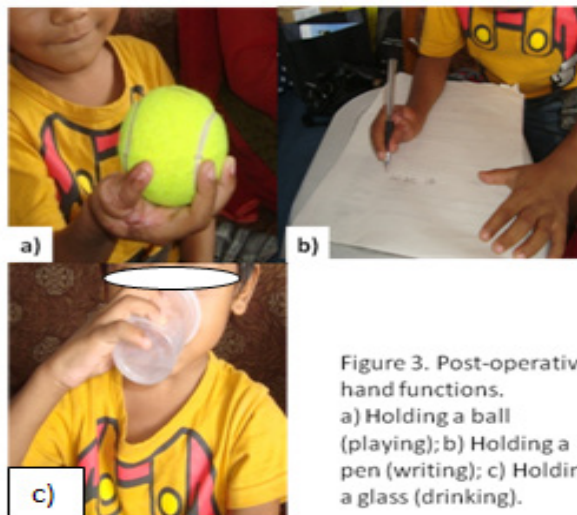 a)
b)
c)
Figure 3. Post-operativ
hand functions.
a) Holding a ball
(playing); b) Holding a
pen (writing); c) Holdin
a glass (drinking).